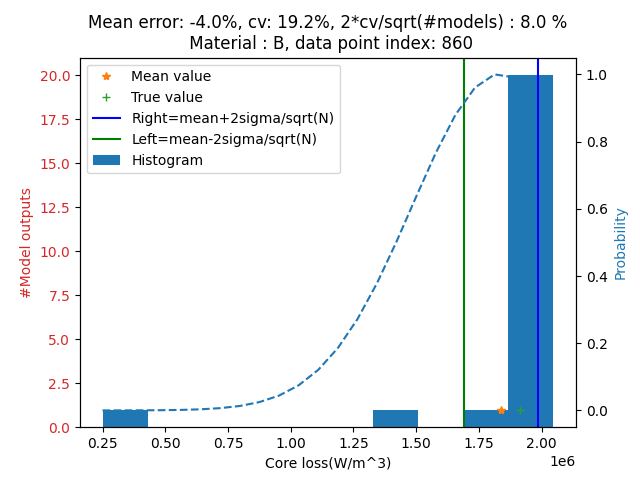 Mean error: -4.0%, cv: 19.2%, 2*cv/sqrt(#models) : 8.0 %
Material : B, data point index: 860
Mean value
True value
Right=mean+2sigma/sqrt(N)
Left=mean-2sigma/sqrt(N)
Histogram
20.0
17.5
15.0
12.5
10.0
7.5
5.0
2.5
0.0
#Model outputs
1.0
0.8
0.6
0.4
0.2
0.0
Probability
0.25 0.50 0.75 1.00 1.25 1.50 1.75 2.00
1e6
Core loss(W/m^3)